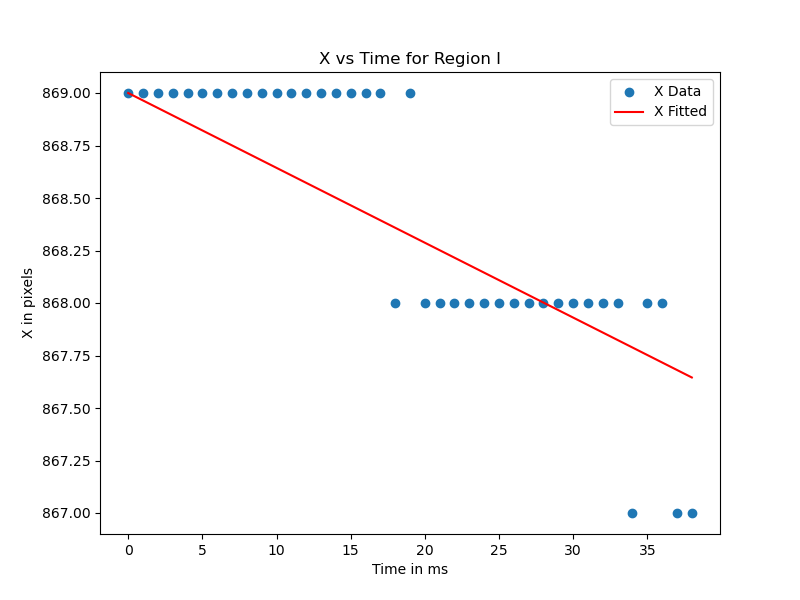 X vs Time for Region I
X Data
X Fitted
869.00
868.75
868.50
868.25
868.00
867.75
867.50
867.25
867.00
X in pixels
0 5 10 15 20 25 30 35
Time in ms